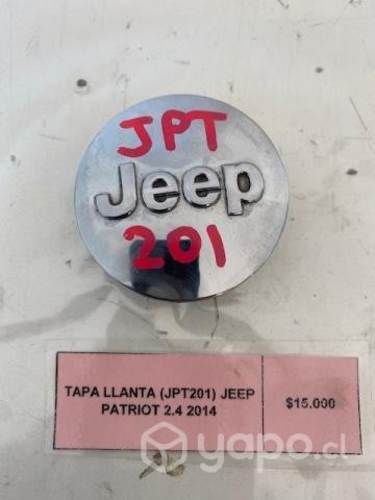 JPT
Jeep
201
TAPA LLANTA (JPT201) JEEP
PATRIOT 2.4 2014
$15.000
yapo.cl